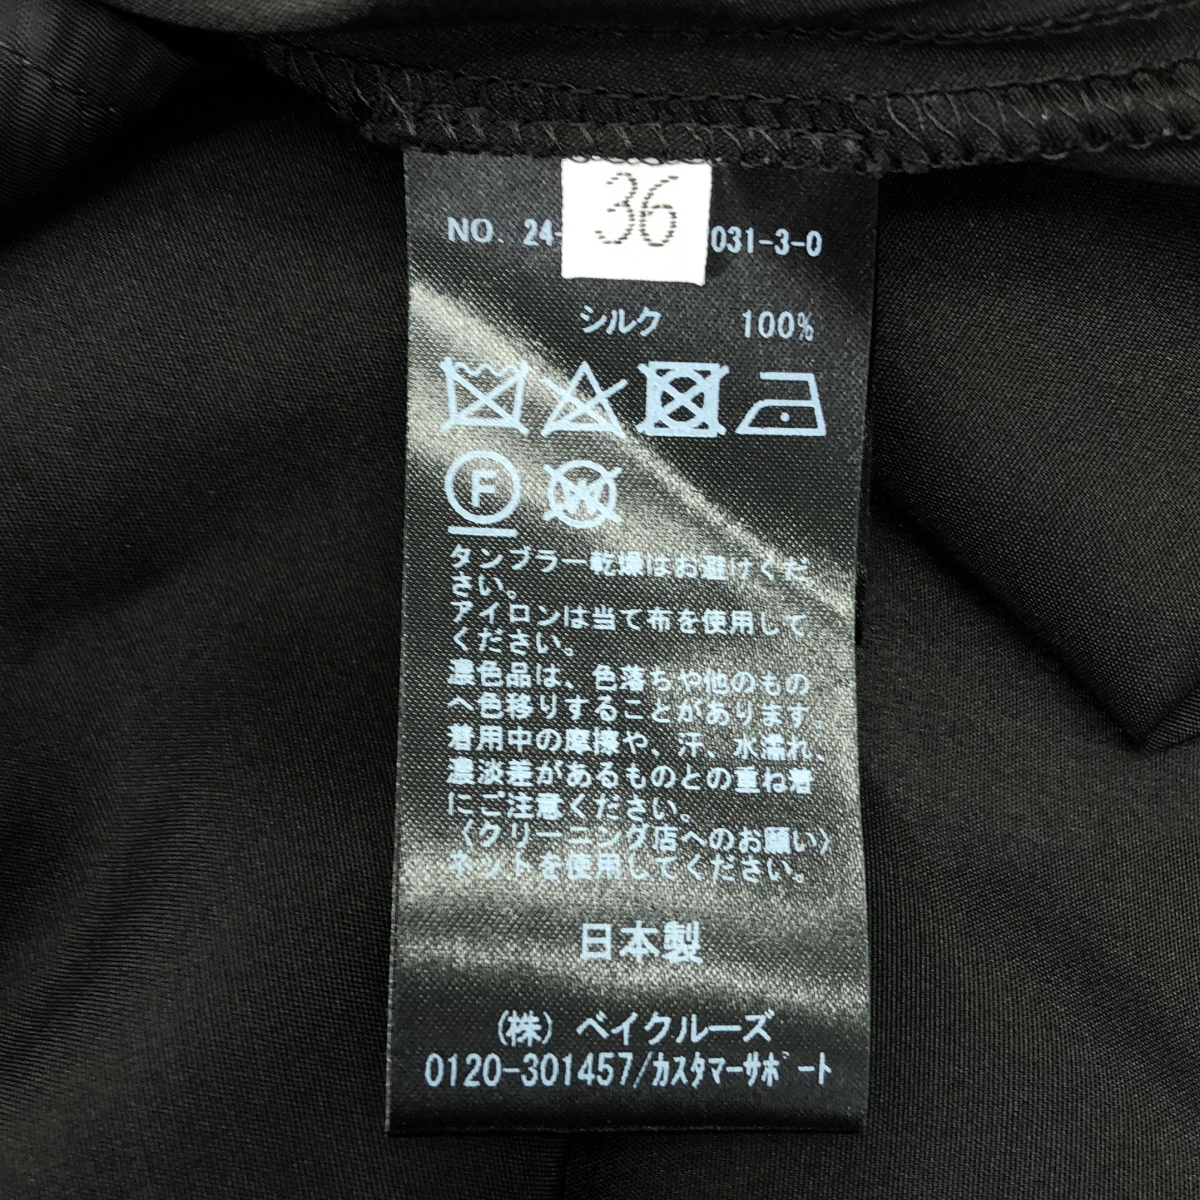 36
NO. 24- 031-3-0
シルク 100%
F
W
タンブラー乾燥はお避けくだ
さい。
アイロンは当て布を使用して
ください。
濃色品は、色落ちや他のもの
へ色移りすることがあります。
着用中の摩擦や、汗、水濡れ、
濃淡差があるものとの重ね着
にご注意ください。
〈クリーニング店へのお願い〉
ネットを使用してください。
日本製
(株) ベイクルーズ
0120-301457/カスタマーサポート